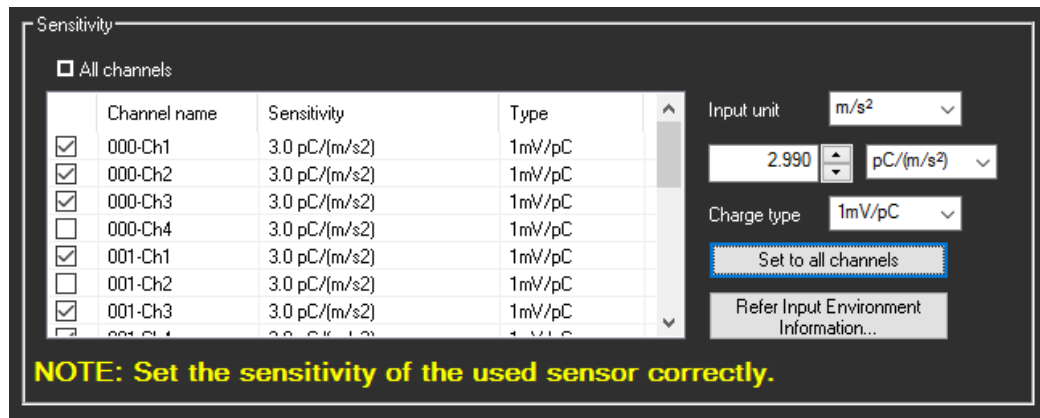 Sensitivity
All channels
Channel name Sensitivity Type
000-Ch1 3.0 pC/(m/s2) 1mV/pC
000-Ch2 3.0 pC/(m/s2) 1mV/pC
000-Ch3 3.0 pC/(m/s2) 1mV/pC
000-Ch4 3.0 pC/(m/s2) 1mV/pC
001-Ch1 3.0 pC/(m/s2) 1mV/pC
001-Ch2 3.0 pC/(m/s2) 1mV/pC
001-Ch3 3.0 pC/(m/s2) 1mV/pC
Input unit m/s²
2.990 pC/(m/s²)
Charge type 1mV/pC
Set to all channels
Refer Input Environment
Information...
NOTE: Set the sensitivity of the used sensor correctly.